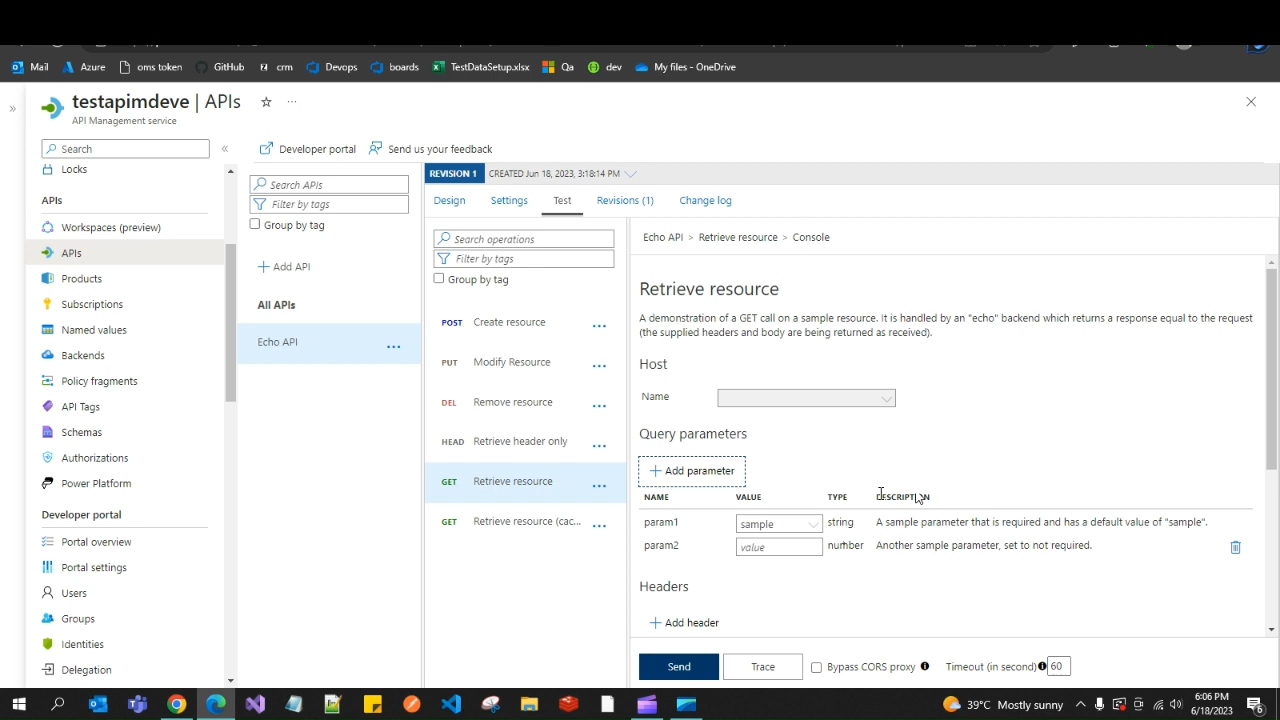 Mail Azure oms token GitHub crm Devops boards TestDataSetup.xlsx Qa dev My files - OneDrive
testapimdeve | APIs
API Management service
Search
Developer portal Send us your feedback
Locks
APIs
Workspaces (preview)
APIs
Products
Subscriptions
Named values
Backends
Policy fragments
API Tags
Schemas
Authorizations
Power Platform
Developer portal
Portal overview
Portal settings
Users
Groups
Identities
Delegation
Search APIs
Filter by tags
Group by tag
Add API
All APIs
Echo API
REVISION 1 CREATED Jun 18, 2023, 3:18:14 PM
Design Settings Test Revisions (1) Change log
Search operations
Filter by tags
Group by tag
POST Create resource
PUT Modify Resource
DEL Remove resource
HEAD Retrieve header only
GET Retrieve resource
GET Retrieve resource (cac...
Echo API > Retrieve resource > Console
Retrieve resource
A demonstration of a GET call on a sample resource. It is handled by an "echo" backend which returns a response equal to the request
(the supplied headers and body are being returned as received).
Host
Name
Query parameters
Add parameter
NAME VALUE TYPE DESCRIPTION
param1 sample string A sample parameter that is required and has a default value of "sample".
param2 value number Another sample parameter, set to not required.
Headers
Add header
Send Trace Bypass CORS proxy Timeout (in second) 60
39°C Mostly sunny
6:06 PM
6/18/2023
6